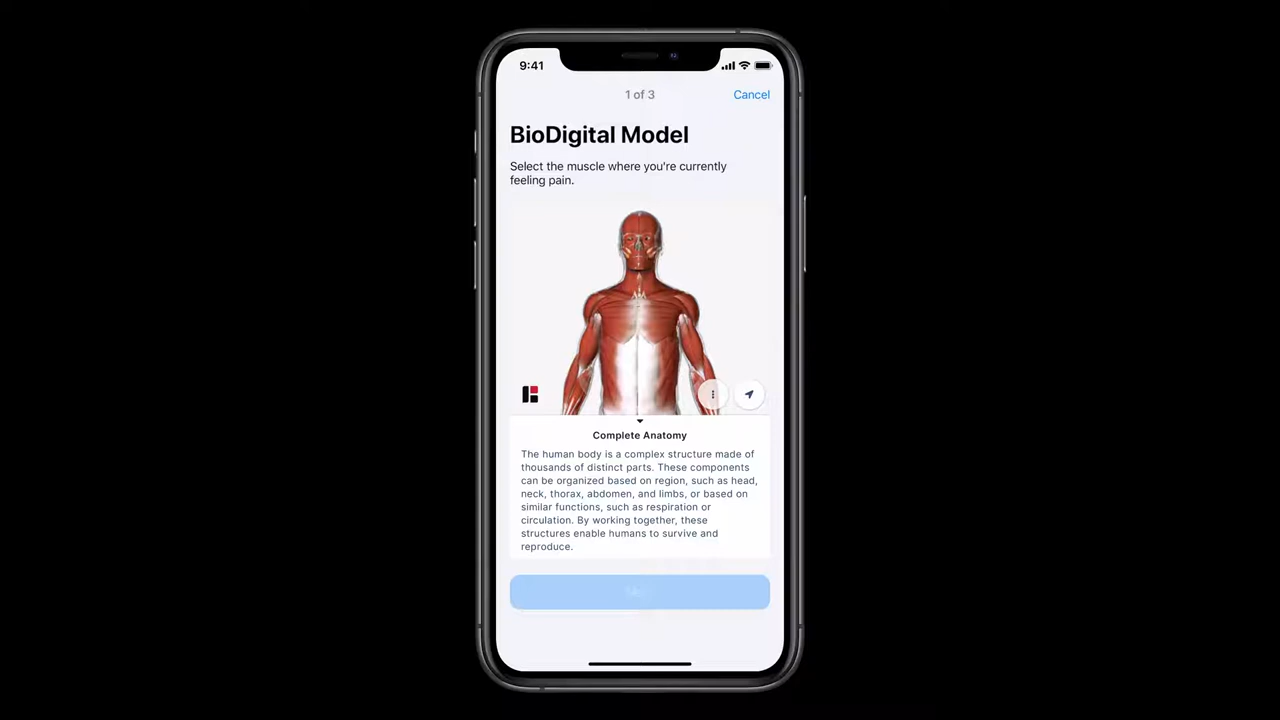 9:41
1 of 3
Cancel
BioDigital Model
Select the muscle where you're currently
feeling pain.
Complete Anatomy
The human body is a complex structure made of
thousands of distinct parts. These components
can be organized based on region, such as head,
neck, thorax, abdomen, and limbs, or based on
similar functions, such as respiration or
circulation. By working together, these
structures enable humans to survive and
reproduce.